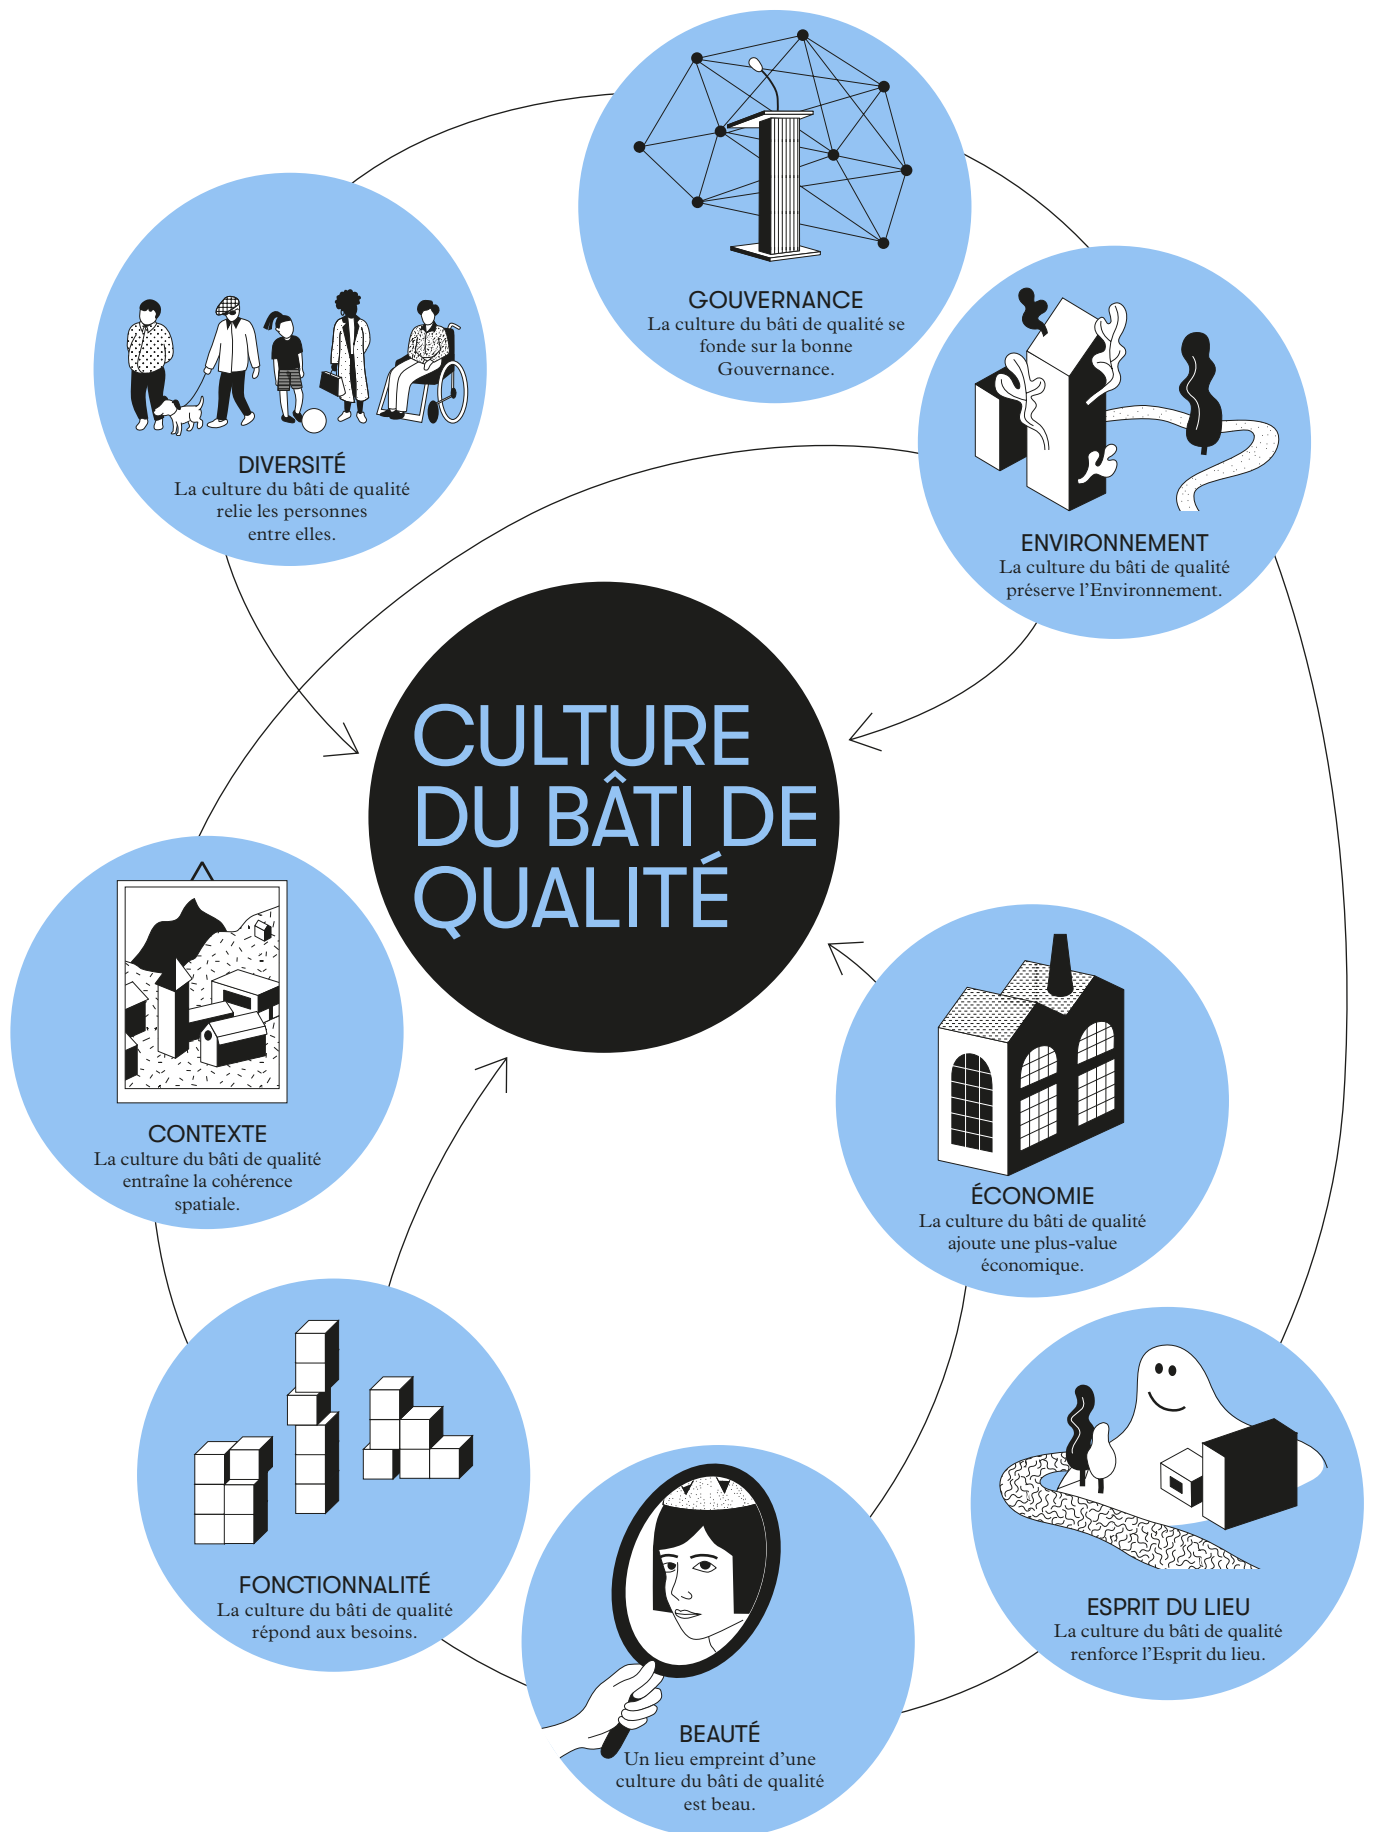 GOUVERNANCE
La culture du bâti de qualité se
fonde sur la bonne
Gouvernance.
DIVERSITÉ
La culture du bâti de qualité
relie les personnes
entre elles.
ENVIRONNEMENT
La culture du bâti de qualité
préserve l’Environnement.
CULTURE
DU BÂTI DE
QUALITÉ
CONTEXTE
La culture du bâti de qualité
entraîne la cohérence
spatiale.
ÉCONOMIE
La culture du bâti de qualité
ajoute une plus-value
économique.
FONCTIONNALITÉ
La culture du bâti de qualité
répond aux besoins.
ESPRIT DU LIEU
La culture du bâti de qualité
renforce l’Esprit du lieu.
BEAUTÉ
Un lieu empreint d’une
culture du bâti de qualité
est beau.